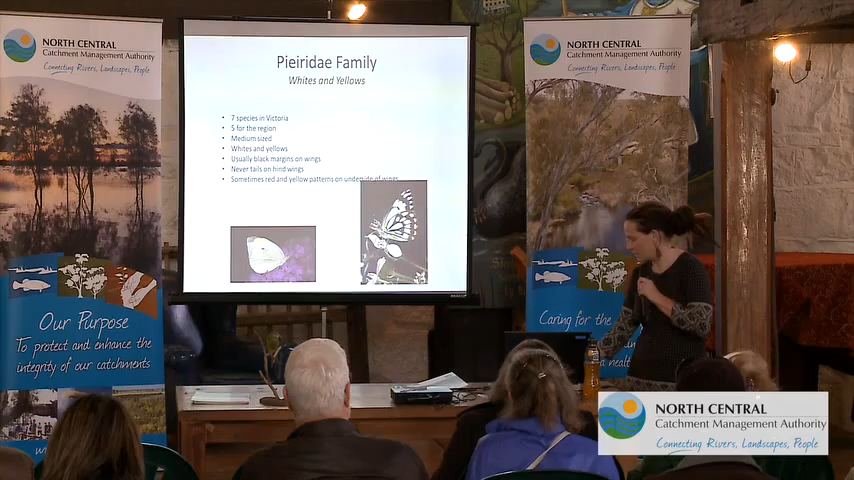 NORTH CENTRAL
Catchment Management Authority
Connecting Rivers, Landscapes, People
Our Purpose
To protect and enhance the
integrity of our catchments
Pieiridae Family
Whites and Yellows
• 7 species in Victoria
• 5 for the region
• Medium sized
• Whites and yellows
• Usually black margins on wings
• Never tails on hind wings
• Sometimes red and yellow patterns on underside of wings
NORTH CENTRAL
Catchment Management Authority
Connecting Rivers, Landscapes, People
Caring for the
NORTH CENTRAL
Catchment Management Authority
Connecting Rivers, Landscapes, People